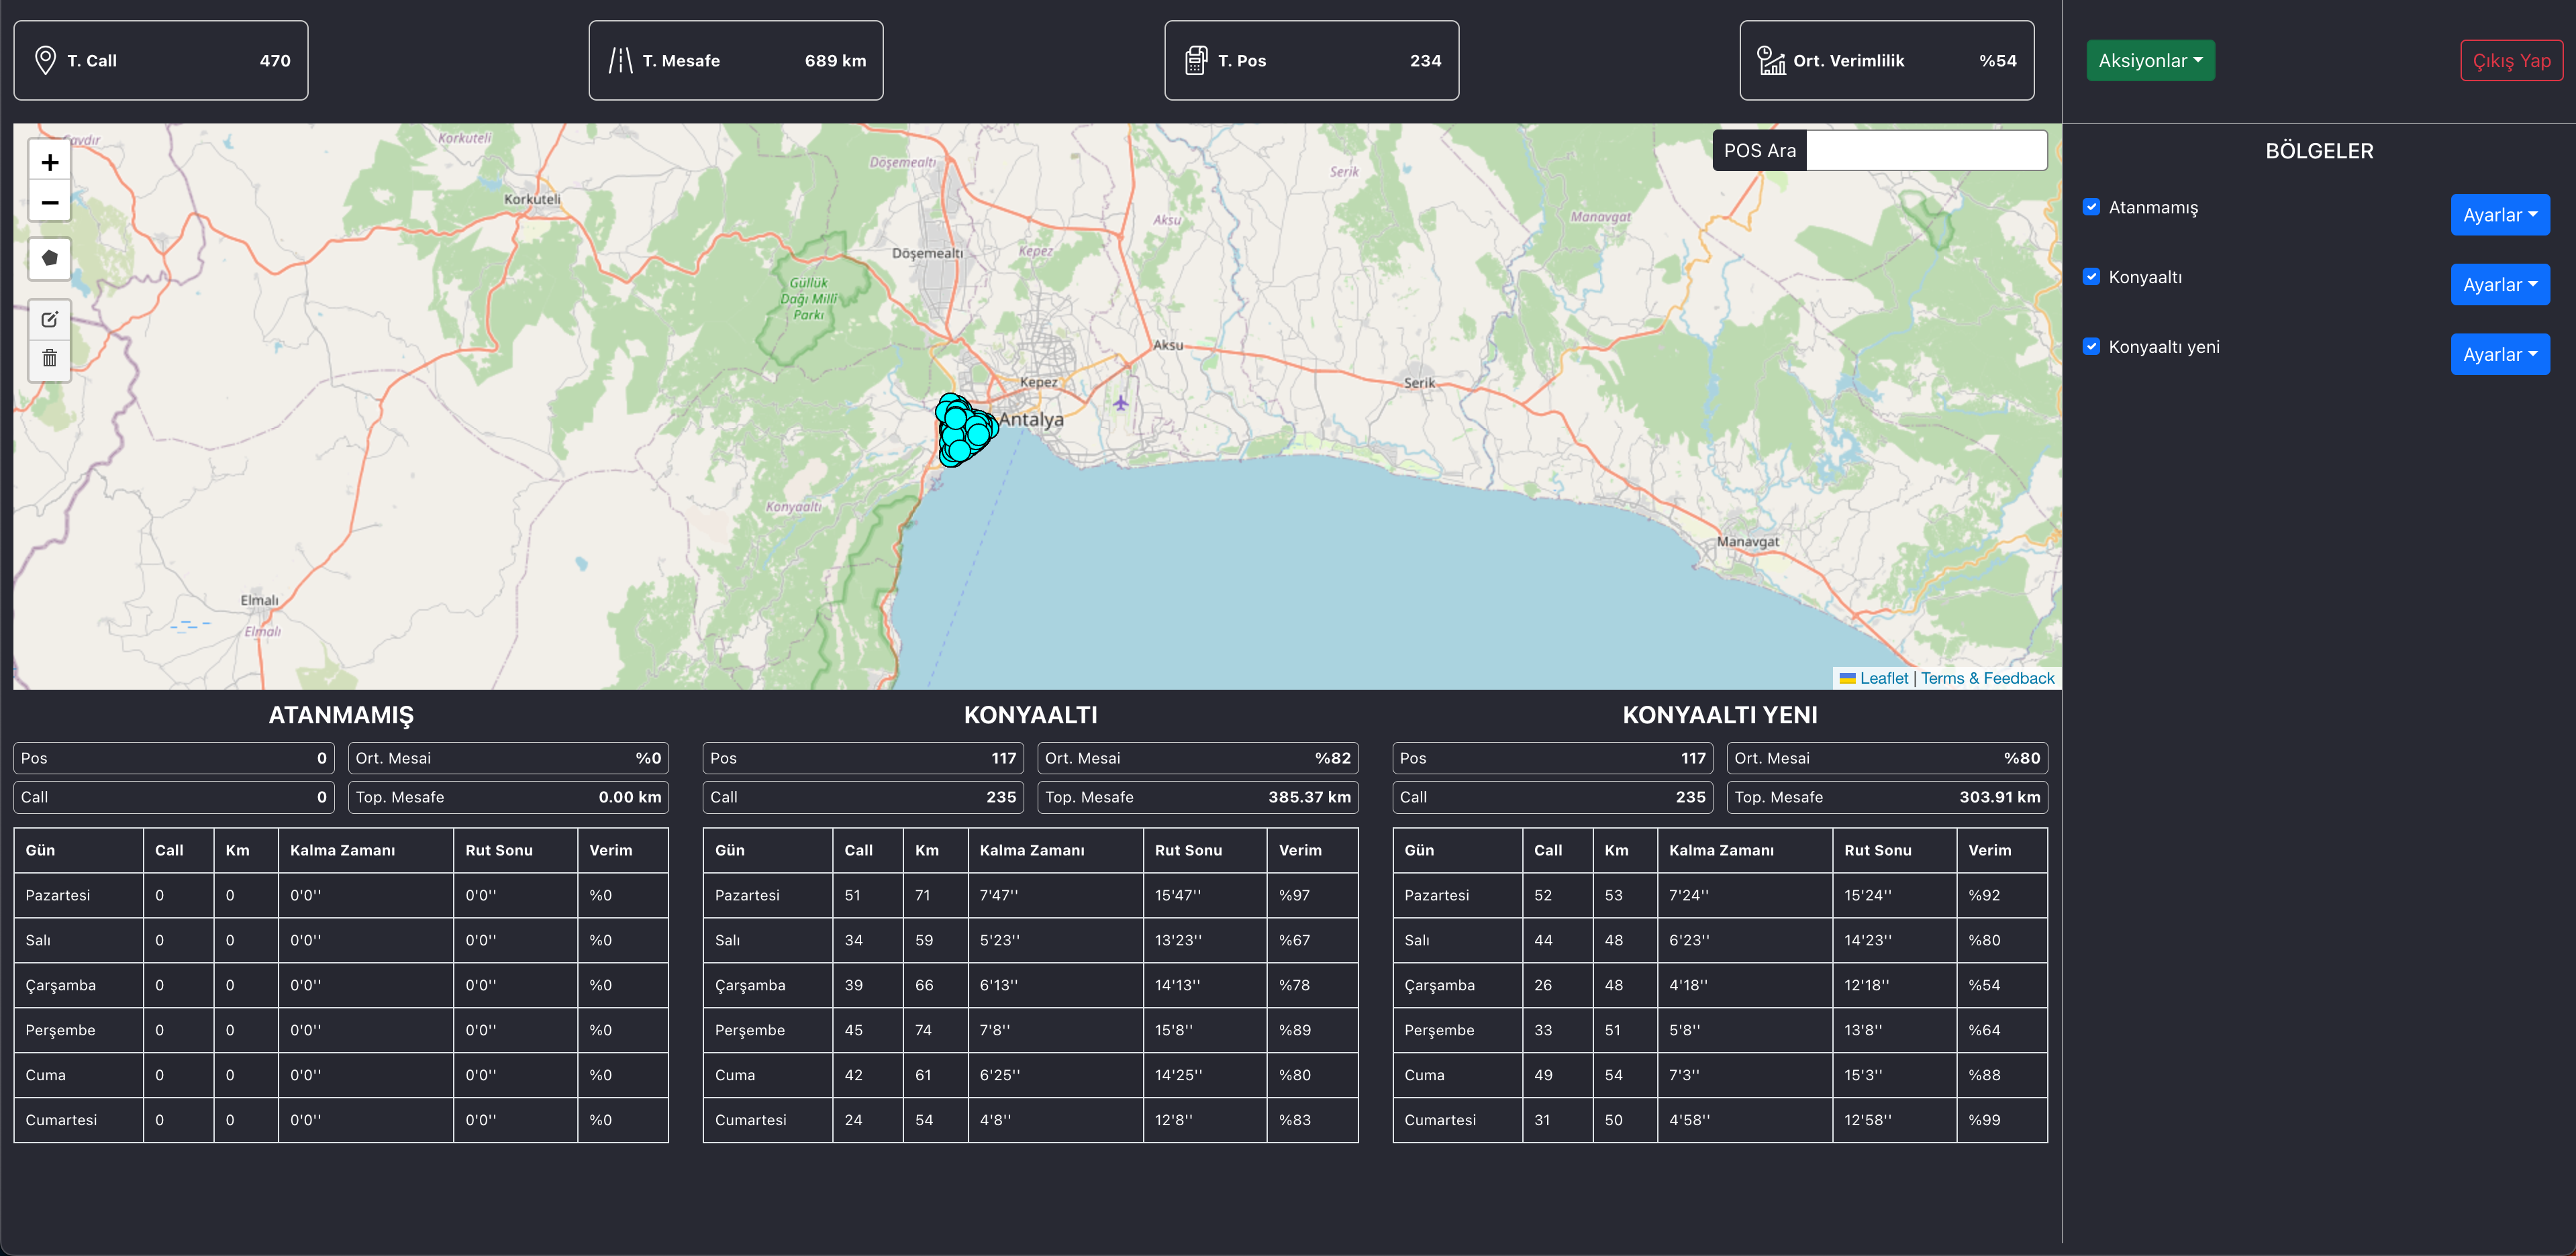 T. Call 470
T. Mesafe 689 km
T. Pos 234
Ort. Verimlilik %54
Aksiyonlar
Çıkış Yap
+
−
POS Ara
Korkuteli
Döşemealtı
Serik
Korkuteli
Aksu
Manavgat
Döşemealtı
Kepez
Güllük
Dağı Millî
Parkı
Aksu
Kepez
Serik
Antalya
Konyaaltı
Manavgat
Elmalı
Elmalı
Leaflet | Terms & Feedback
BÖLGELER
Atanmamış Ayarlar
Konyaaltı Ayarlar
Konyaaltı yeni Ayarlar
ATANMAMIŞ
Pos 0 Ort. Mesai %0
Call 0 Top. Mesafe 0.00 km
Gün Call Km Kalma Zamanı Rut Sonu Verim
Pazartesi 0 0 0'0'' 0'0'' %0
Salı 0 0 0'0'' 0'0'' %0
Çarşamba 0 0 0'0'' 0'0'' %0
Perşembe 0 0 0'0'' 0'0'' %0
Cuma 0 0 0'0'' 0'0'' %0
Cumartesi 0 0 0'0'' 0'0'' %0
KONYAALTI
Pos 117 Ort. Mesai %82
Call 235 Top. Mesafe 385.37 km
Gün Call Km Kalma Zamanı Rut Sonu Verim
Pazartesi 51 71 7'47'' 15'47'' %97
Salı 34 59 5'23'' 13'23'' %67
Çarşamba 39 66 6'13'' 14'13'' %78
Perşembe 45 74 7'8'' 15'8'' %89
Cuma 42 61 6'25'' 14'25'' %80
Cumartesi 24 54 4'8'' 12'8'' %83
KONYAALTI YENI
Pos 117 Ort. Mesai %80
Call 235 Top. Mesafe 303.91 km
Gün Call Km Kalma Zamanı Rut Sonu Verim
Pazartesi 52 53 7'24'' 15'24'' %92
Salı 44 48 6'23'' 14'23'' %80
Çarşamba 26 48 4'18'' 12'18'' %54
Perşembe 33 51 5'8'' 13'8'' %64
Cuma 49 54 7'3'' 15'3'' %88
Cumartesi 31 50 4'58'' 12'58'' %99